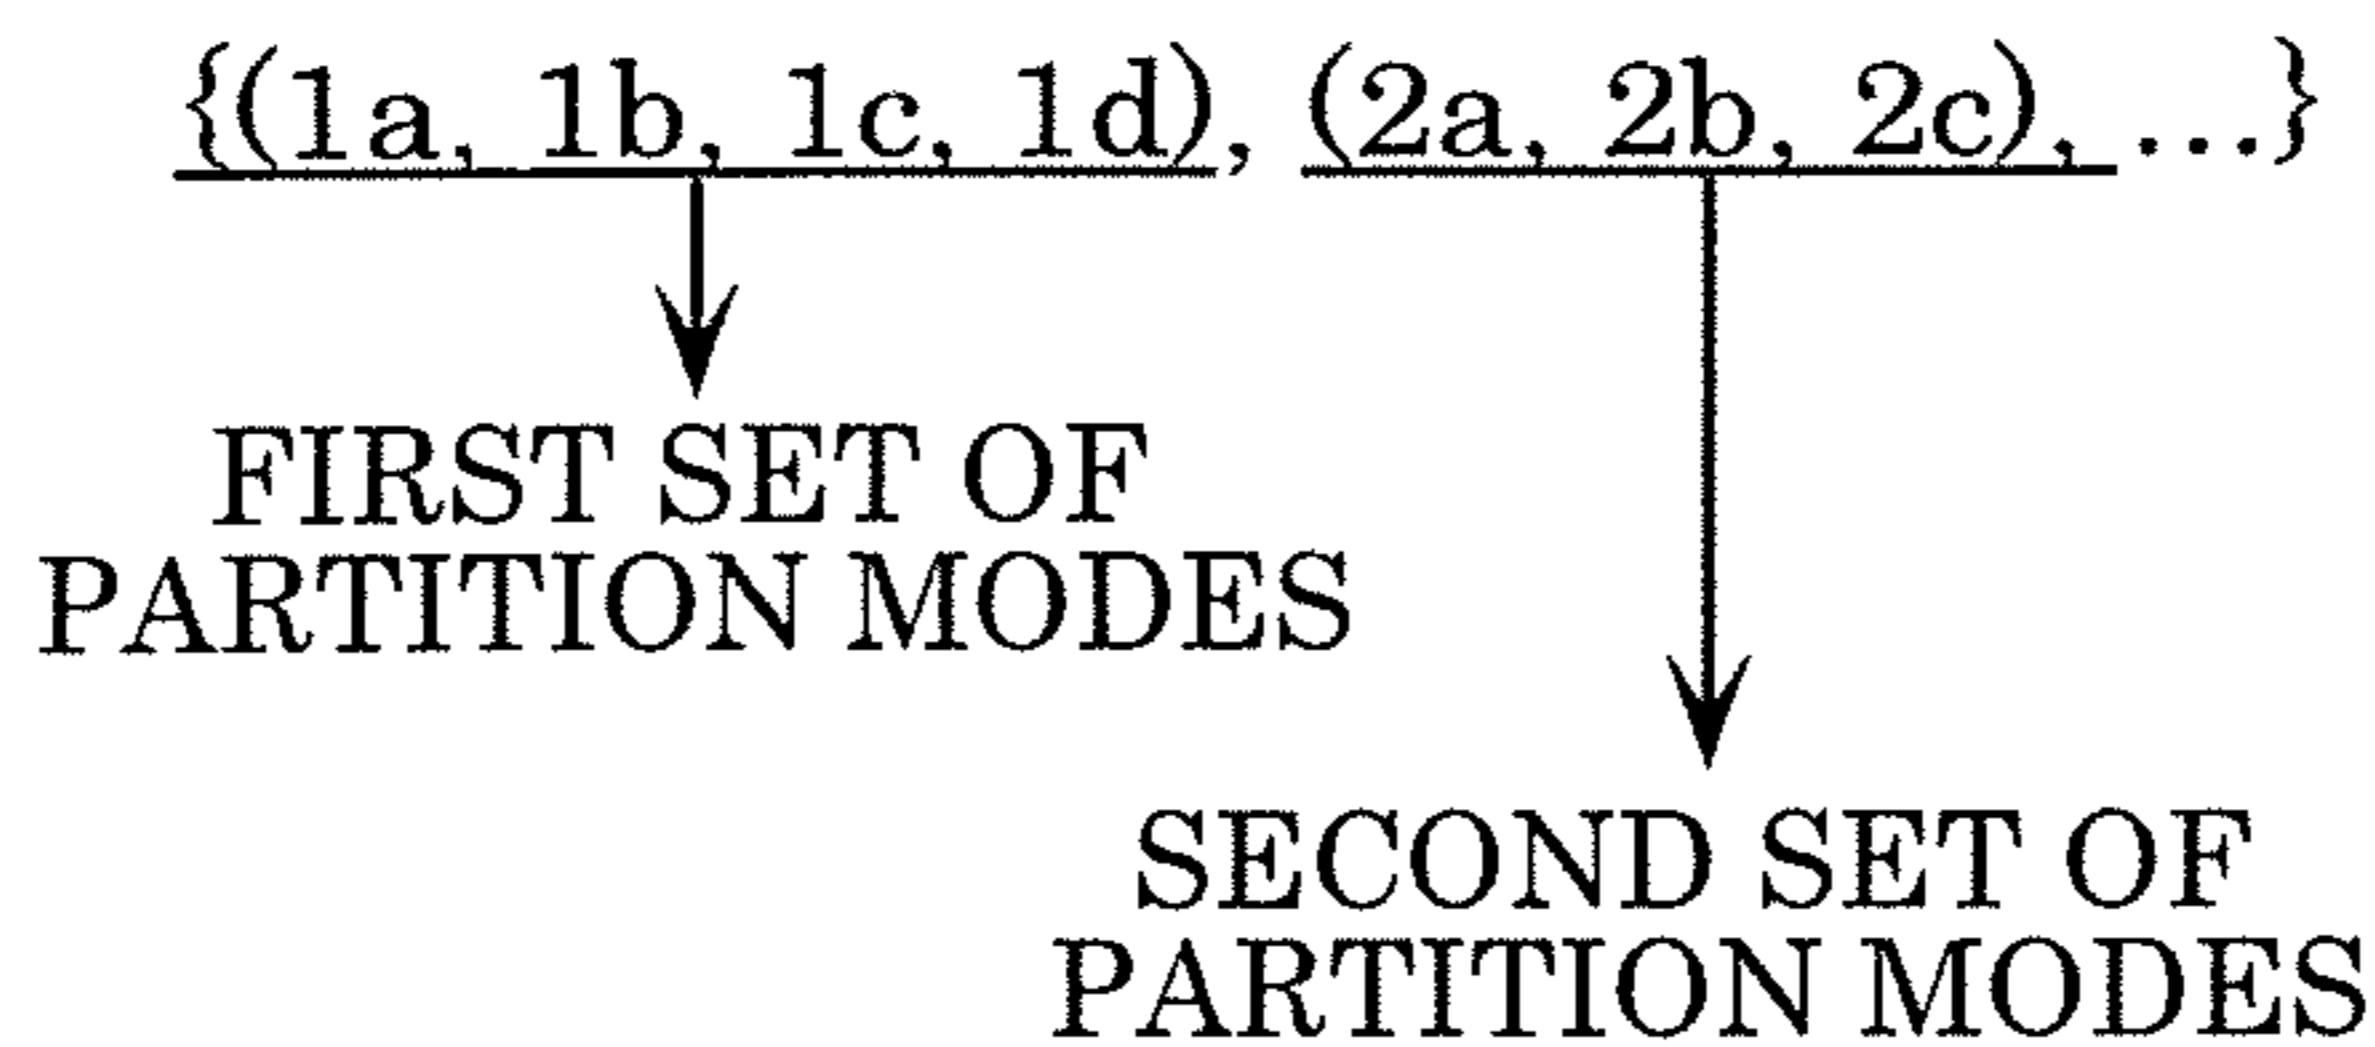 {(1a, 1b, 1c, 1d), (2a, 2b, 2c), ...}
FIRST SET OF
PARTITION MODES
SECOND SET OF
PARTITION MODES